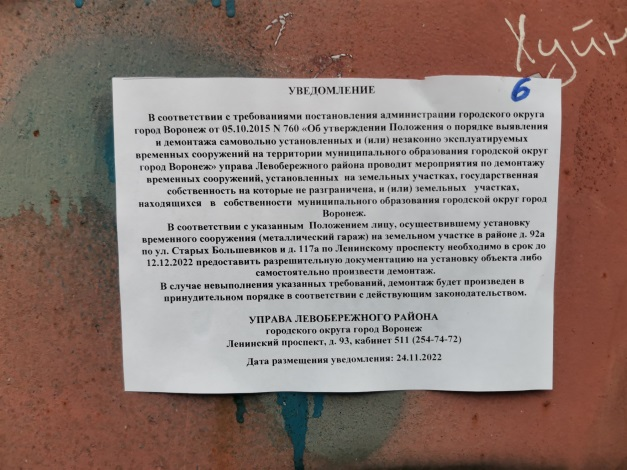 Хуйн
6
УВЕДОМЛЕНИЕ
В соответствии с требованиями постановления администрации городского округа
город Воронеж от 05.10.2015 N 760 «Об утверждении Положения о порядке выявления
и демонтажа самовольно установленных и (или) незаконно эксплуатируемых
временных сооружений на территории муниципального образования городской округ
город Воронеж» управа Левобережного района проводит мероприятия по демонтажу
временных сооружений, установленных на земельных участках, государственная
собственность на которые не разграничена, и (или) земельных участках,
находящихся в собственности муниципального образования городской округ город
Воронеж.
В соответствии с указанным Положением лицу, осуществившему установку
временного сооружения (металлический гараж) на земельном участке в районе д. 92а
по ул. Старых Большевиков и д. 117а по Ленинскому проспекту необходимо в срок до
12.12.2022 предоставить разрешительную документацию на установку объекта либо
самостоятельно произвести демонтаж.
В случае невыполнения указанных требований, демонтаж будет произведен в
принудительном порядке в соответствии с действующим законодательством.
УПРАВА ЛЕВОБЕРЕЖНОГО РАЙОНА
городского округа город Воронеж
Ленинский проспект, д. 93, кабинет 511 (254-74-72)
Дата размещения уведомления: 24.11.2022